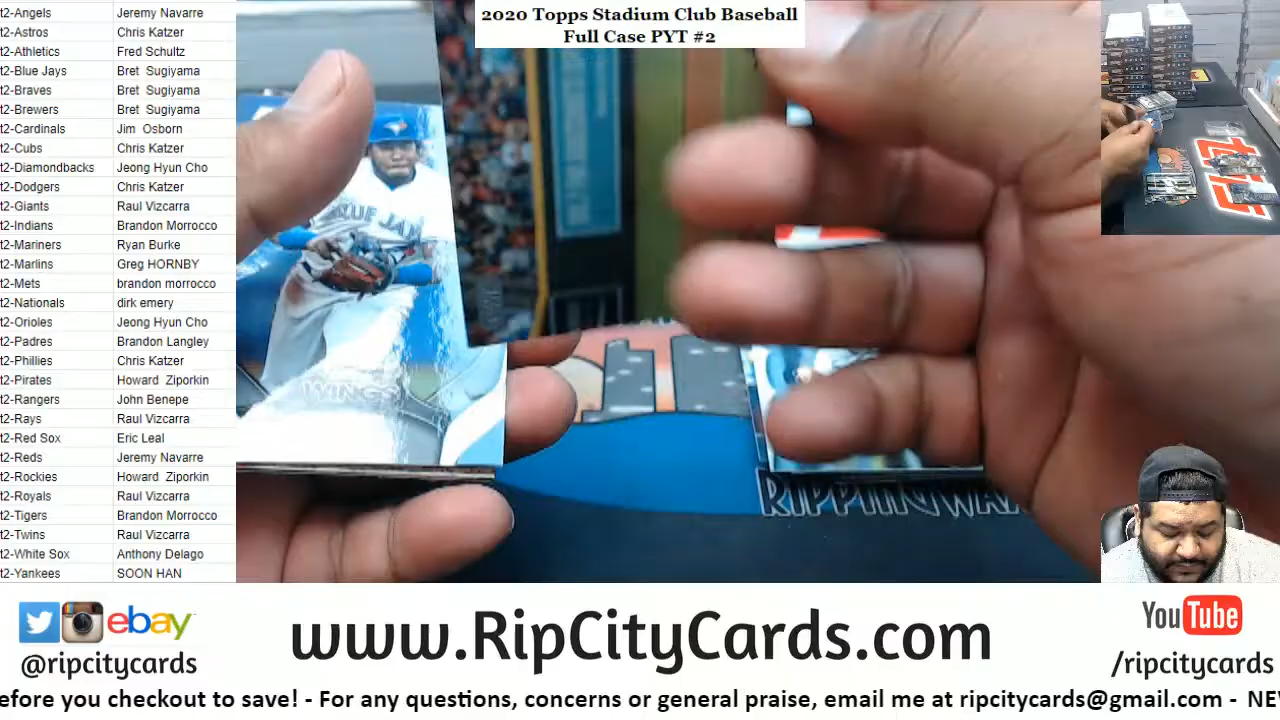 2020 Topps Stadium Club Baseball
Full Case PYT #2
t2-Angels Jeremy Navarre
t2-Astros Chris Katzer
t2-Athletics Fred Schultz
t2-Blue Jays Bret Sugiyama
t2-Braves Bret Sugiyama
t2-Brewers Bret Sugiyama
t2-Cardinals Jim Osborn
t2-Cubs Chris Katzer
t2-Diamondbacks Jeong Hyun Cho
t2-Dodgers Chris Katzer
t2-Giants Raul Vizcarra
t2-Indians Brandon Morrocco
t2-Mariners Ryan Burke
t2-Marlins Greg HORNBY
t2-Mets brandon morrocco
t2-Nationals dirk emery
t2-Orioles Jeong Hyun Cho
t2-Padres Brandon Langley
t2-Phillies Chris Katzer
t2-Pirates Howard Ziporkin
t2-Rangers John Benepe
t2-Rays Raul Vizcarra
t2-Red Sox Eric Leal
t2-Reds Jeremy Navarre
t2-Rockies Howard Ziporkin
t2-Royals Raul Vizcarra
t2-Tigers Brandon Morrocco
t2-Twins Raul Vizcarra
t2-White Sox Anthony Delago
t2-Yankees SOON HAN
BLUE JAYS
WINGS
RIPPINGWAX
ebay
@ripcitycards
www.RipCityCards.com
YouTube
/ripcitycards
efore you checkout to save! - For any questions, concerns or general praise, email me at ripcitycards@gmail.com - NE